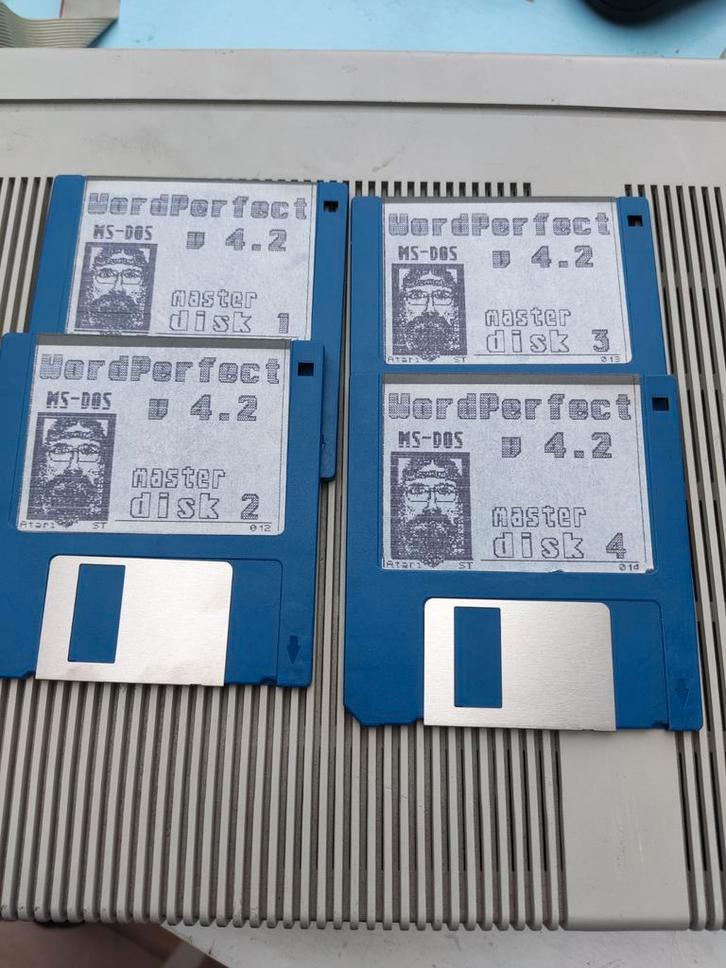 WordPerfect
MS-DOS v 4.2
master
disk 1
WordPerfect
MS-DOS v 4.2
master
disk 2
Atari ST 012
WordPerfect
MS-DOS v 4.2
master
disk 3
Atari ST 013
WordPerfect
MS-DOS v 4.2
master
disk 4
Atari ST 014